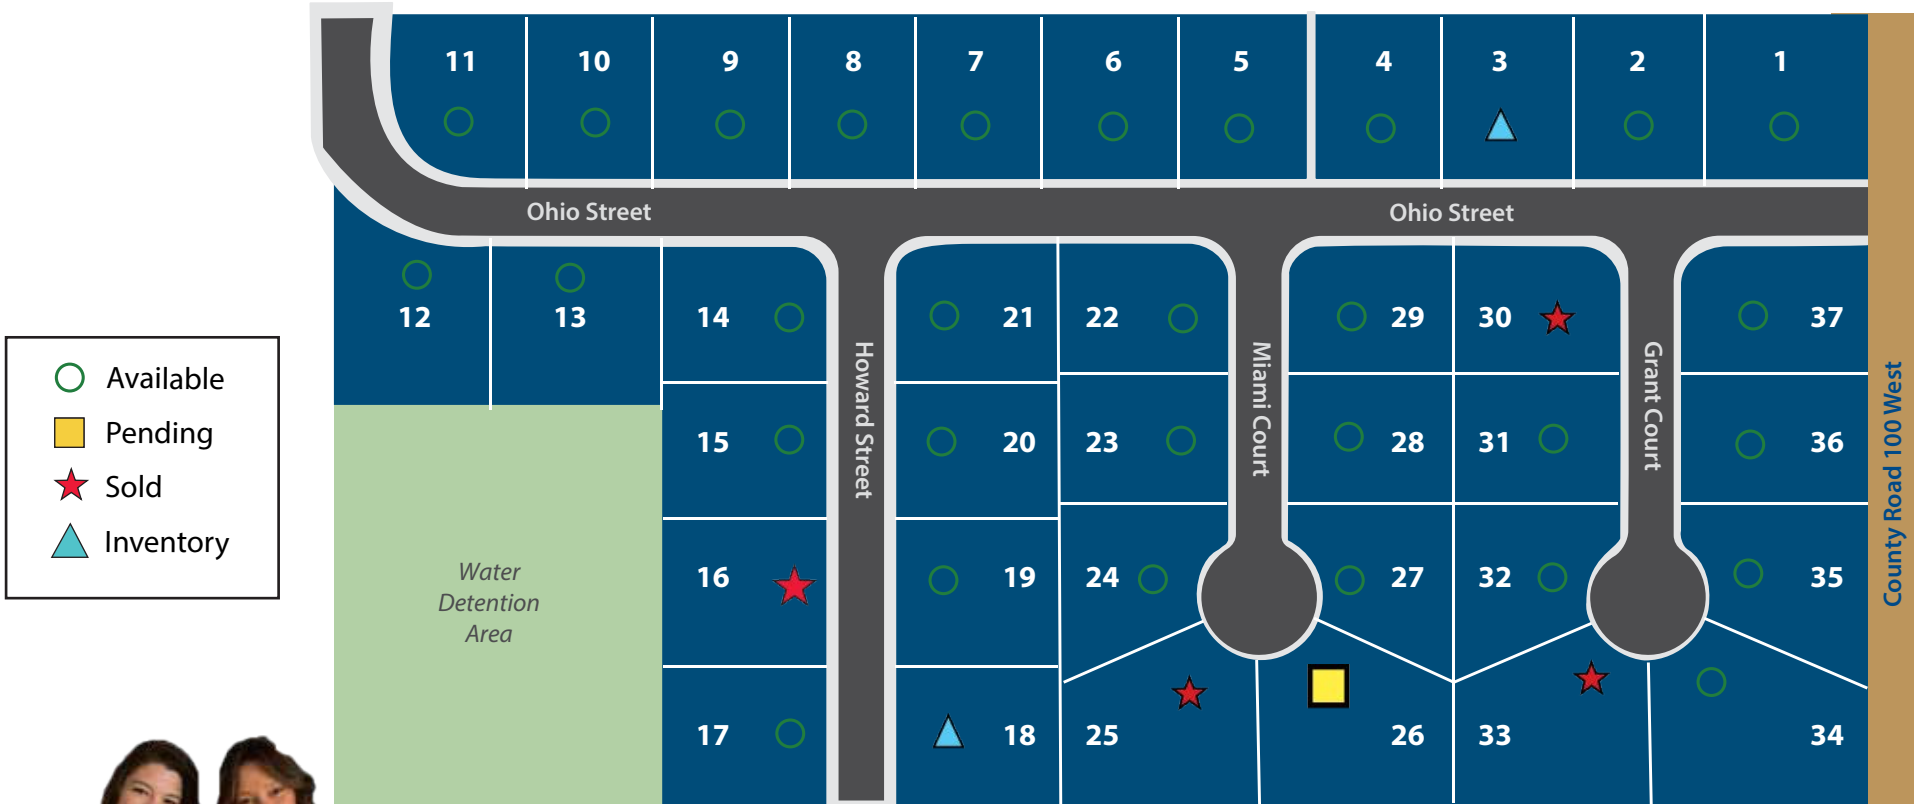 11 10 9 8 7 6 5 4 3 2 1
Ohio Street Ohio Street
12 13 14 21 22 29 30 37
Howard Street
Miami Court
Grant Court
County Road 100 West
Available
Pending
Sold
Inventory
15 20 23 28 31 36
Water
Detention
Area
16 19 24 27 32 35
17 18 25 26 33 34